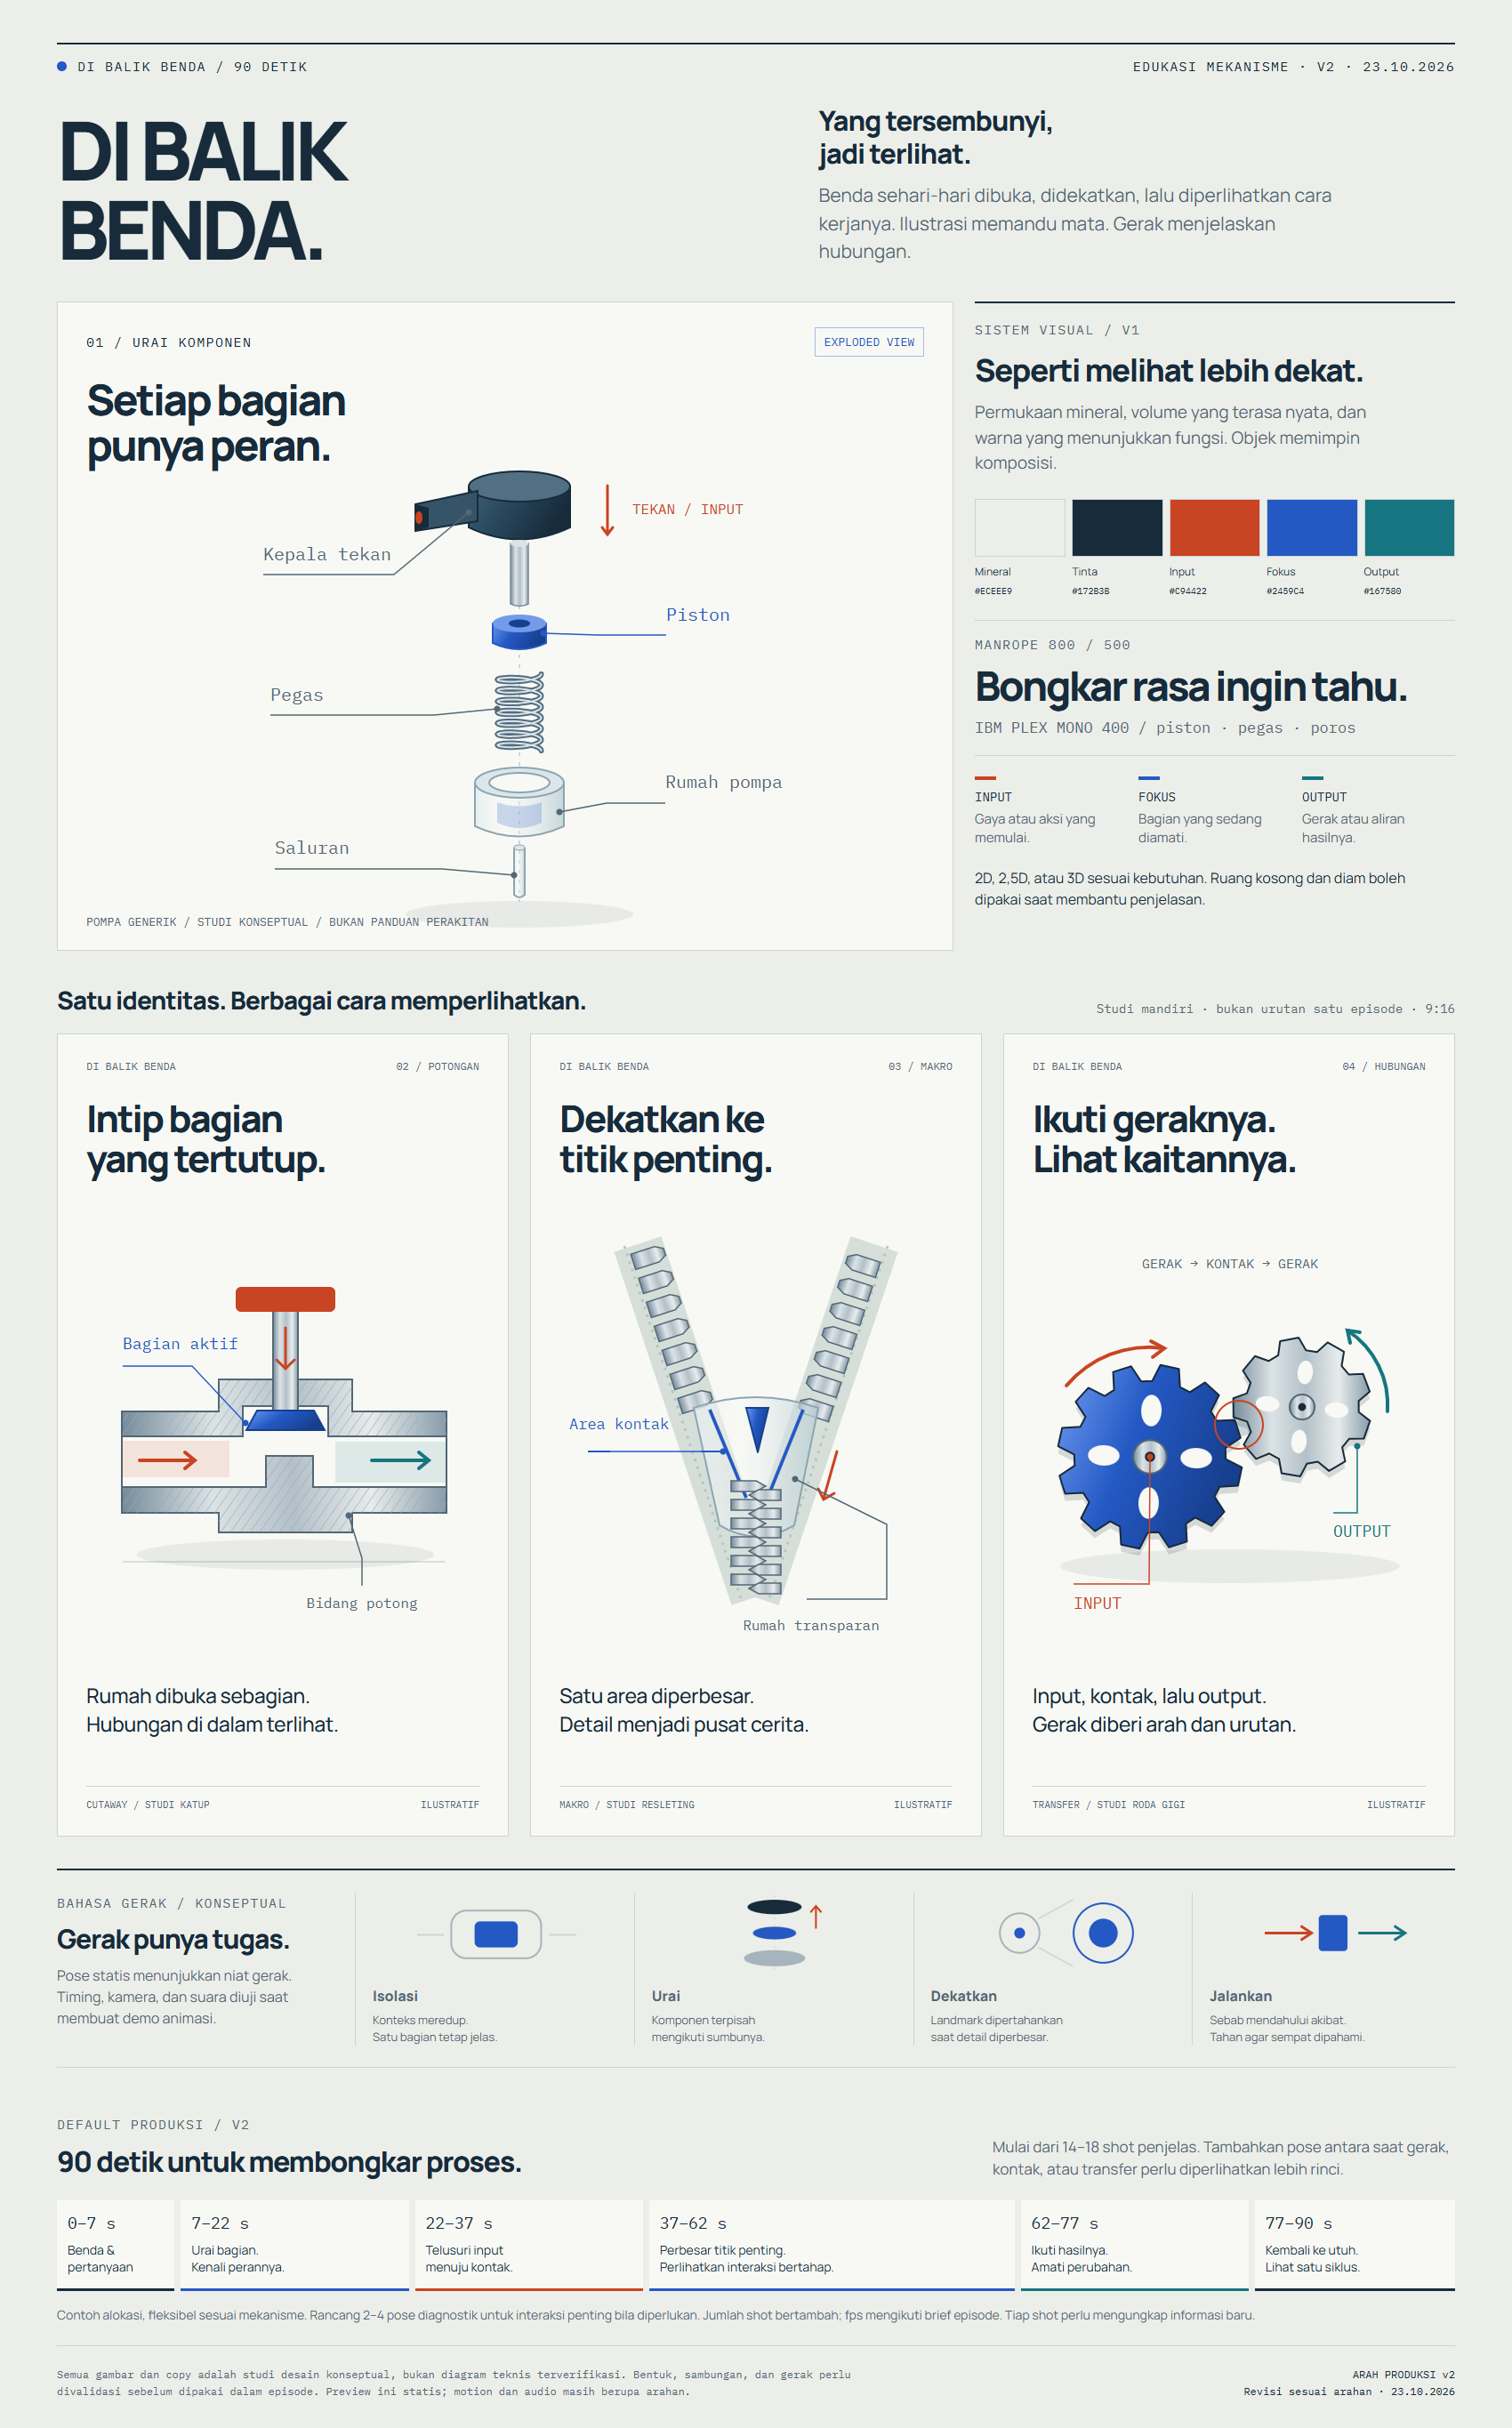 DI BALIK BENDA / 90 DETIK
EDUKASI MEKANISME · V2 · 23.10.2026
DI BALIK
BENDA.
Yang tersembunyi,
jadi terlihat.
Benda sehari-hari dibuka, didekatkan, lalu diperlihatkan cara
kerjanya. Ilustrasi memandu mata. Gerak menjelaskan
hubungan.
01 / URAI KOMPONEN
EXPLODED VIEW
Setiap bagian
punya peran.
TEKAN / INPUT
Kepala tekan
Piston
Pegas
Rumah pompa
Saluran
POMPA GENERIK / STUDI KONSEPTUAL / BUKAN PANDUAN PERAKITAN
SISTEM VISUAL / V1
Seperti melihat lebih dekat.
Permukaan mineral, volume yang terasa nyata, dan
warna yang menunjukkan fungsi. Objek memimpin
komposisi.
Mineral
#ECEEE9
Tinta
#172B3B
Input
#C94422
Fokus
#2459C4
Output
#167580
MANROPE 800 / 500
Bongkar rasa ingin tahu.
IBM PLEX MONO 400 / piston · pegas · poros
INPUT
Gaya atau aksi yang
memulai.
FOKUS
Bagian yang sedang
diamati.
OUTPUT
Gerak atau aliran
hasilnya.
2D, 2,5D, atau 3D sesuai kebutuhan. Ruang kosong dan diam boleh
dipakai saat membantu penjelasan.
Satu identitas. Berbagai cara memperlihatkan.
Studi mandiri · bukan urutan satu episode · 9:16
DI BALIK BENDA
02 / POTONGAN
Intip bagian
yang tertutup.
Bagian aktif
Bidang potong
Rumah dibuka sebagian.
Hubungan di dalam terlihat.
CUTAWAY / STUDI KATUP
ILUSTRATIF
DI BALIK BENDA
03 / MAKRO
Dekatkan ke
titik penting.
Area kontak
Rumah transparan
Satu area diperbesar.
Detail menjadi pusat cerita.
MAKRO / STUDI RESLETING
ILUSTRATIF
DI BALIK BENDA
04 / HUBUNGAN
Ikuti geraknya.
Lihat kaitannya.
GERAK → KONTAK → GERAK
OUTPUT
INPUT
Input, kontak, lalu output.
Gerak diberi arah dan urutan.
TRANSFER / STUDI RODA GIGI
ILUSTRATIF
BAHASA GERAK / KONSEPTUAL
Gerak punya tugas.
Pose statis menunjukkan niat gerak.
Timing, kamera, dan suara diuji saat
membuat demo animasi.
Isolasi
Konteks meredup.
Satu bagian tetap jelas.
Urai
Komponen terpisah
mengikuti sumbunya.
Dekatkan
Landmark dipertahankan
saat detail diperbesar.
Jalankan
Sebab mendahului akibat.
Tahan agar sempat dipahami.
DEFAULT PRODUKSI / V2
90 detik untuk membongkar proses.
Mulai dari 14–18 shot penjelas. Tambahkan pose antara saat gerak,
kontak, atau transfer perlu diperlihatkan lebih rinci.
0–7 s
Benda &
pertanyaan
7–22 s
Urai bagian.
Kenali perannya.
22–37 s
Telusuri input
menuju kontak.
37–62 s
Perbesar titik penting.
Perlihatkan interaksi bertahap.
62–77 s
Ikuti hasilnya.
Amati perubahan.
77–90 s
Kembali ke utuh.
Lihat satu siklus.
Contoh alokasi, fleksibel sesuai mekanisme. Rancang 2–4 pose diagnostik untuk interaksi penting bila diperlukan. Jumlah shot bertambah; fps mengikuti brief episode. Tiap shot perlu mengungkap informasi baru.
Semua gambar dan copy adalah studi desain konseptual, bukan diagram teknis terverifikasi. Bentuk, sambungan, dan gerak perlu
divalidasi sebelum dipakai dalam episode. Preview ini statis; motion dan audio masih berupa arahan.
ARAH PRODUKSI v2
Revisi sesuai arahan · 23.10.2026